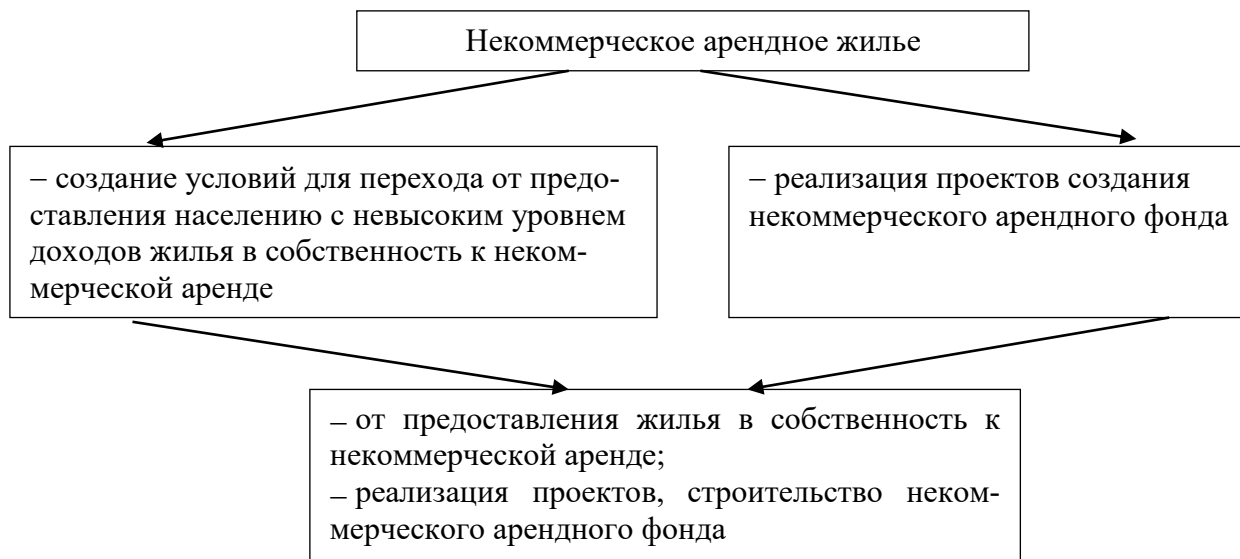 Некоммерческое арендное жилье
– создание условий для перехода от предо-
ставления населению с невысоким уровнем
доходов жилья в собственность к неком-
мерческой аренде
– реализация проектов создания
некоммерческого арендного фонда
– от предоставления жилья в собственность к
некоммерческой аренде;
– реализация проектов, строительство неком-
мерческого арендного фонда